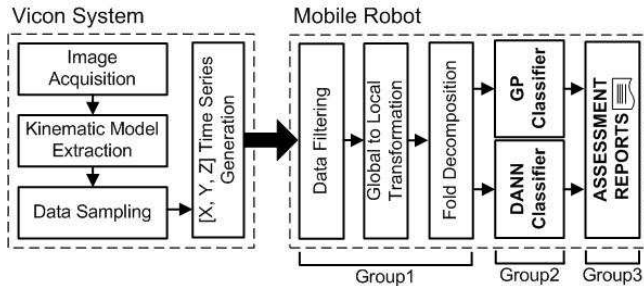 Vicon System
Image
Acquisition
Kinematic Model
Extraction
Data Sampling
[X, Y, Z] Time Series
Generation
Mobile Robot
Data Filtering
Global to Local
Transformation
Fold Decomposition
GP
Classifier
DANN
Classifier
ASSESSMENT
REPORTS
Group1
Group2
Group3